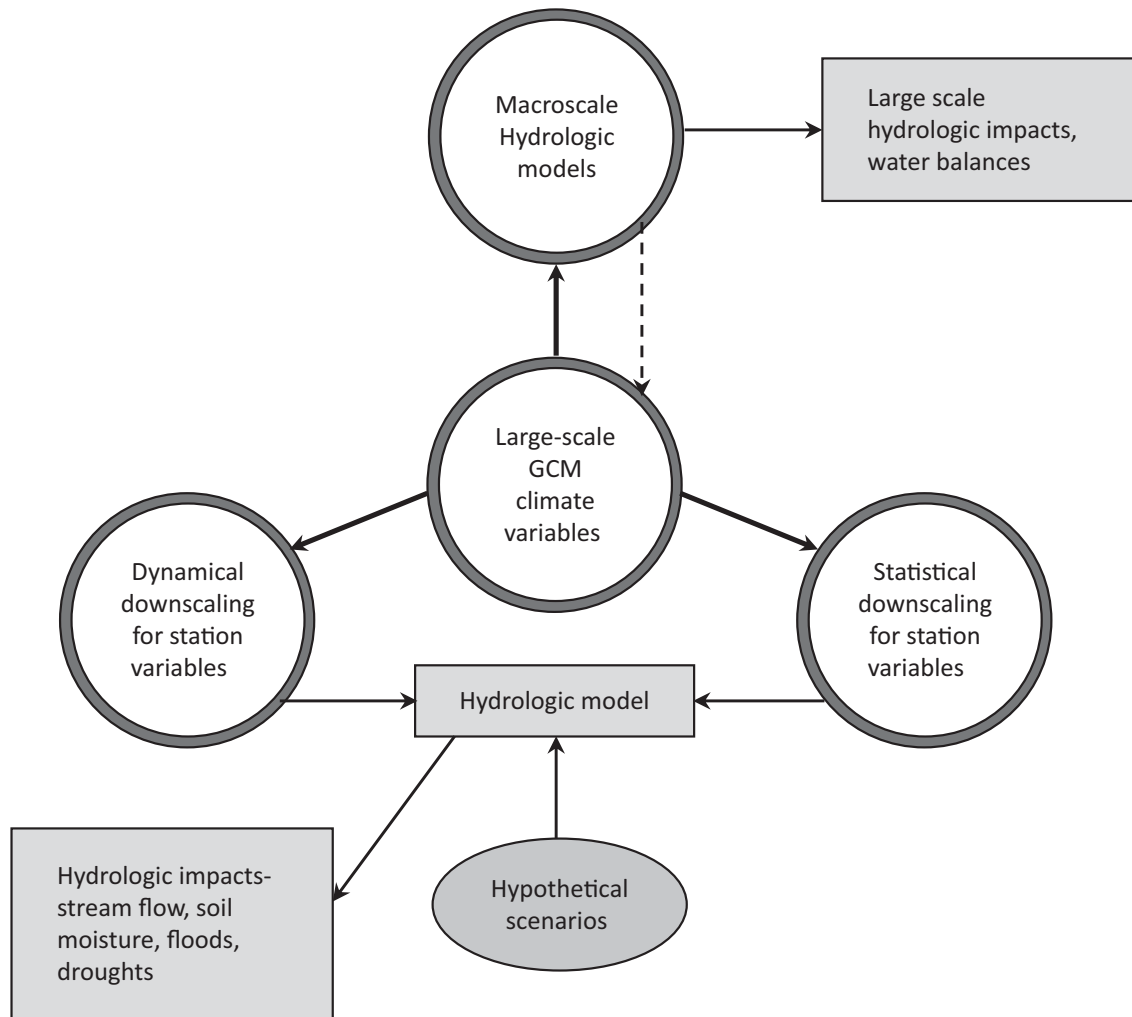 Macroscale
Hydrologic
models
Large scale
hydrologic impacts,
water balances
Large-scale
GCM
climate
variables
Dynamical
downscaling
for station
variables
Statistical
downscaling
for station
variables
Hydrologic model
Hydrologic impacts-
stream flow, soil
moisture, floods,
droughts
Hypothetical
scenarios